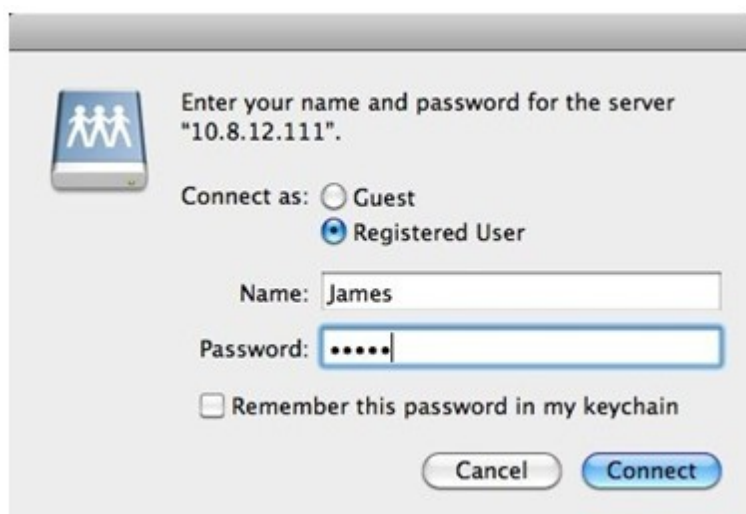 Enter your name and password for the server
"10.8.12.111".
Connect as: Guest
Registered User
Name: James
Password: •••••
Remember this password in my keychain
Cancel Connect